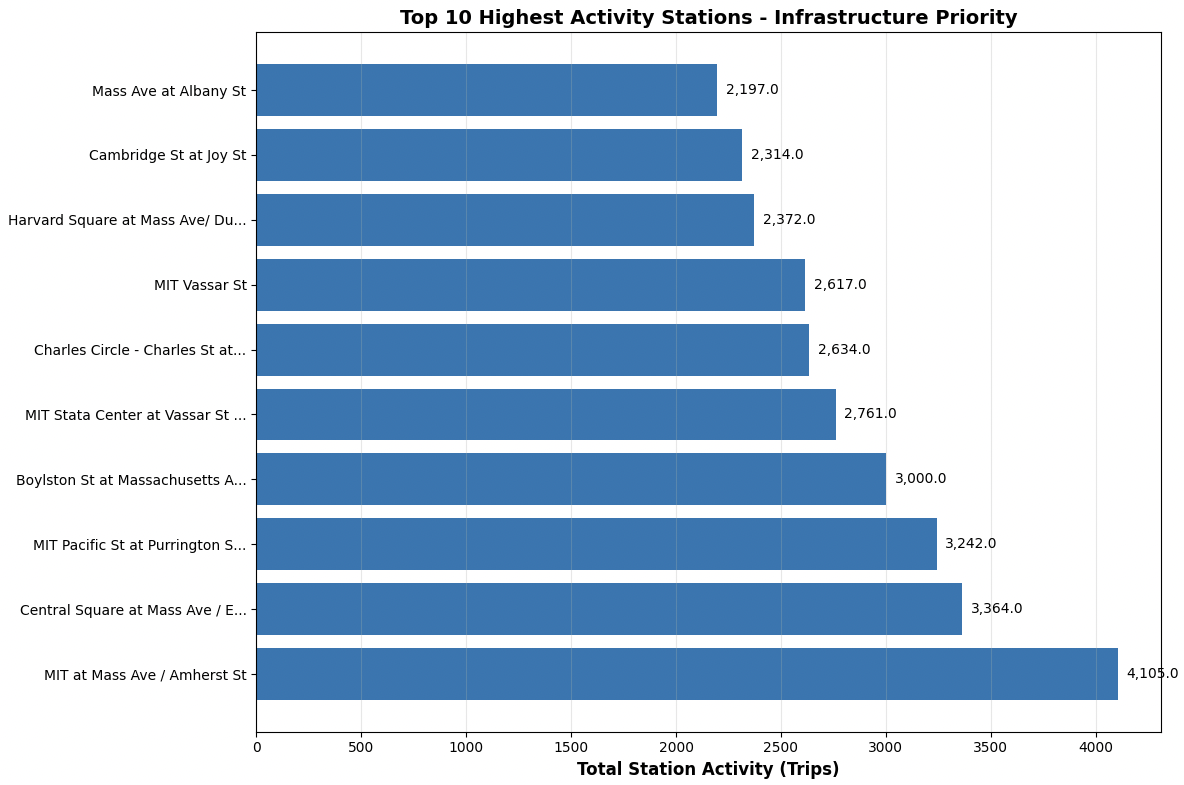 Top 10 Highest Activity Stations - Infrastructure Priority
Mass Ave at Albany St
2,197.0
Cambridge St at Joy St
2,314.0
Harvard Square at Mass Ave/ Du...
2,372.0
MIT Vassar St
2,617.0
Charles Circle - Charles St at...
2,634.0
MIT Stata Center at Vassar St ...
2,761.0
Boylston St at Massachusetts A...
3,000.0
MIT Pacific St at Purrington S...
3,242.0
Central Square at Mass Ave / E...
3,364.0
MIT at Mass Ave / Amherst St
4,105.0
0 500 1000 1500 2000 2500 3000 3500 4000
Total Station Activity (Trips)